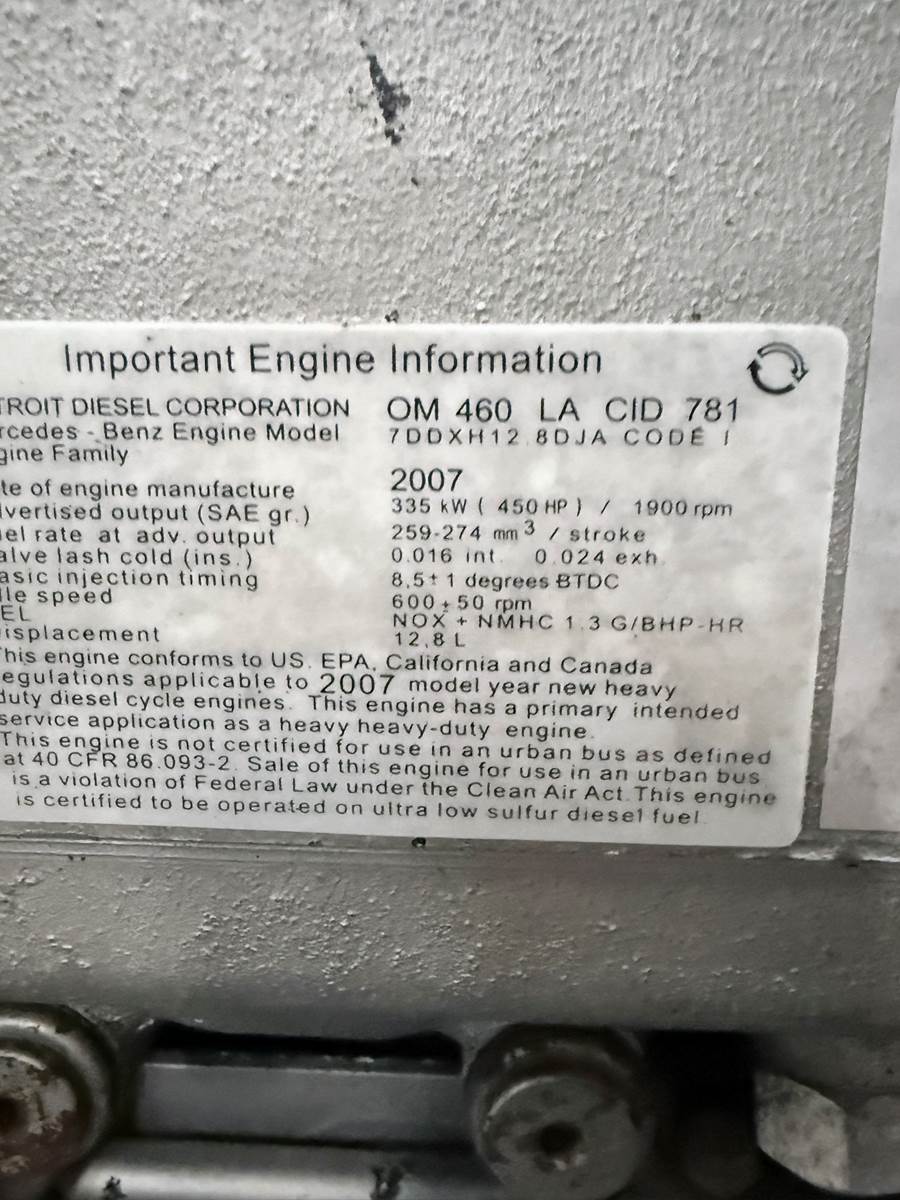 Important Engine Information
TROIT DIESEL CORPORATION OM 460 LA CID 781
rcedes - Benz Engine Model 7DDXH12.8DJA CODE I
gine Family
te of engine manufacture 2007
vertised output (SAE gr.) 335 kW ( 450 HP ) / 1900 rpm
el rate at adv. output 259-274 mm³ / stroke
alve lash cold (ins.) 0.016 int. 0.024 exh.
asic injection timing 8,5± 1 degrees BTDC
le speed 600 ± 50 rpm
EL NOX + NMHC 1.3 G/BHP-HR
isplacement 12,8 L
This engine conforms to US. EPA, California and Canada
egulations applicable to 2007 model year new heavy
duty diesel cycle engines. This engine has a primary intended
service application as a heavy heavy-duty engine.
This engine is not certified for use in an urban bus as defined
at 40 CFR 86.093-2. Sale of this engine for use in an urban bus
is a violation of Federal Law under the Clean Air Act. This engine
is certified to be operated on ultra low sulfur diesel fuel.